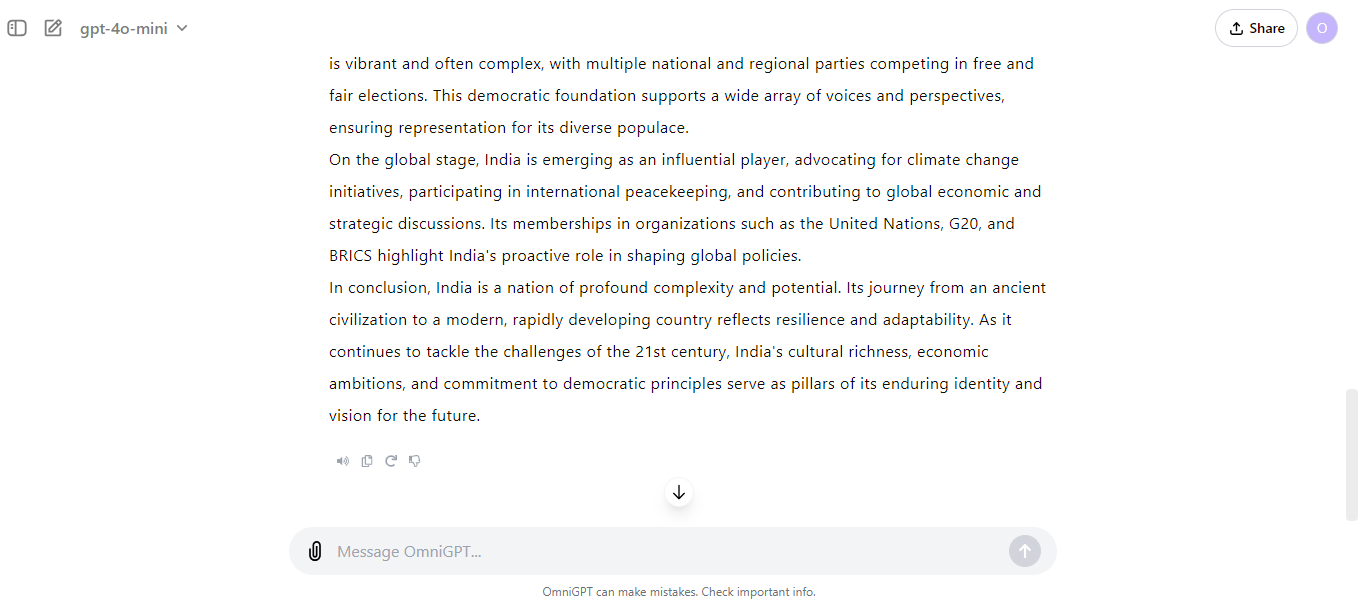 gpt-4o-mini
Share
O
is vibrant and often complex, with multiple national and regional parties competing in free and
fair elections. This democratic foundation supports a wide array of voices and perspectives,
ensuring representation for its diverse populace.
On the global stage, India is emerging as an influential player, advocating for climate change
initiatives, participating in international peacekeeping, and contributing to global economic and
strategic discussions. Its memberships in organizations such as the United Nations, G20, and
BRICS highlight India's proactive role in shaping global policies.
In conclusion, India is a nation of profound complexity and potential. Its journey from an ancient
civilization to a modern, rapidly developing country reflects resilience and adaptability. As it
continues to tackle the challenges of the 21st century, India's cultural richness, economic
ambitions, and commitment to democratic principles serve as pillars of its enduring identity and
vision for the future.
Message OmniGPT...
OmniGPT can make mistakes. Check important info.